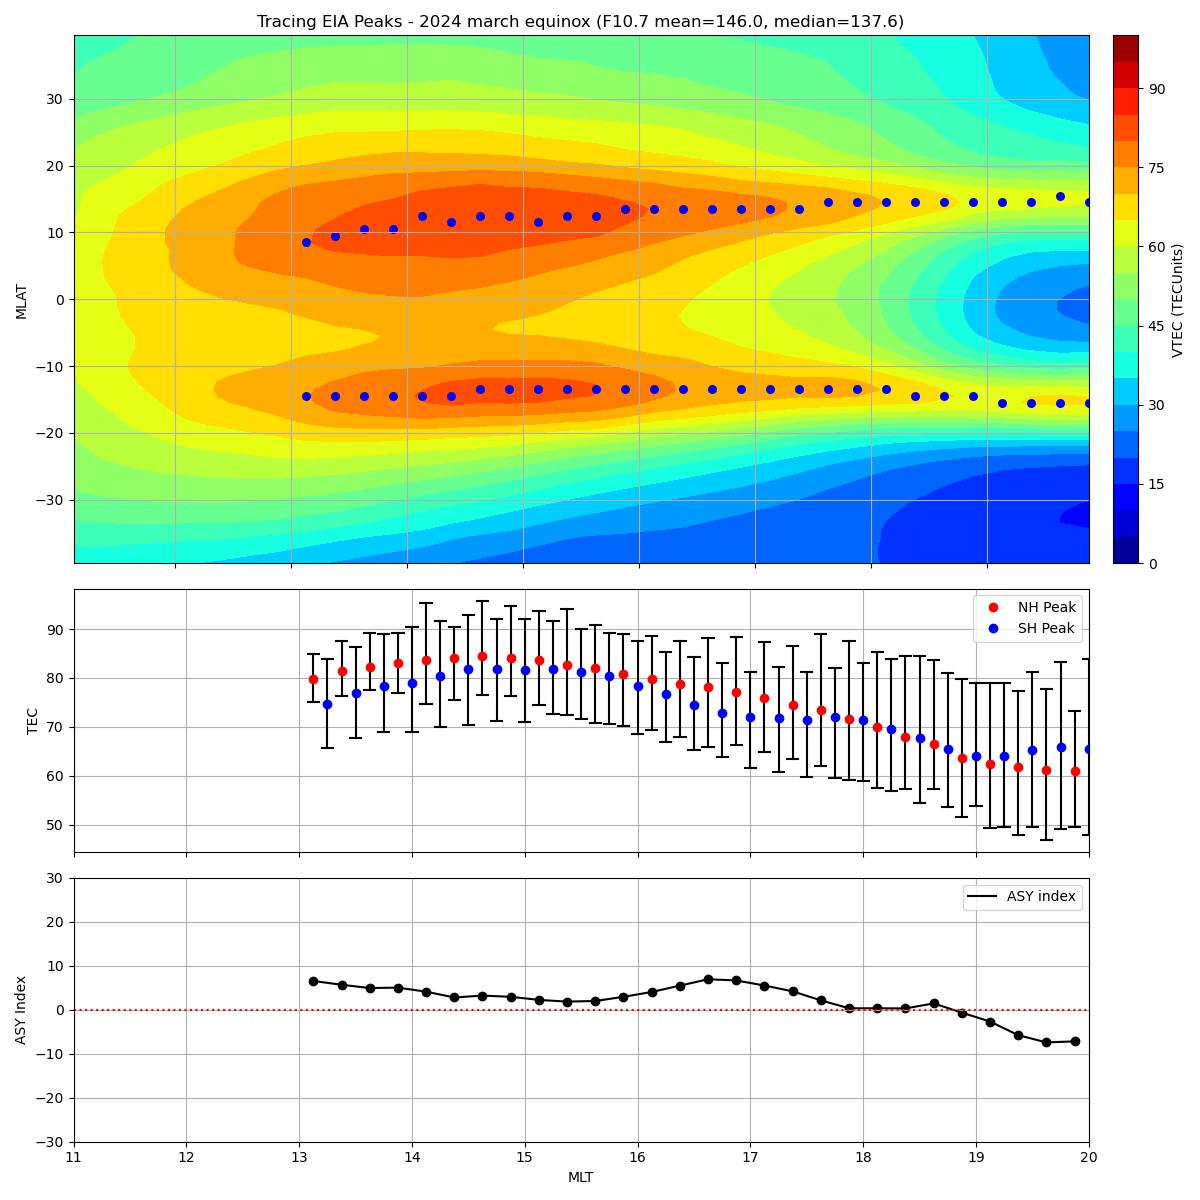 Tracing EIA Peaks - 2024 march equinox (F10.7 mean=146.0, median=137.6)
30
20
10
0
−10
−20
−30
MLAT
90
75
60
45
30
15
0
VTEC (TECUnits)
NH Peak
SH Peak
90
80
70
60
50
TEC
ASY index
30
20
10
0
−10
−20
−30
ASY Index
11 12 13 14 15 16 17 18 19 20
MLT